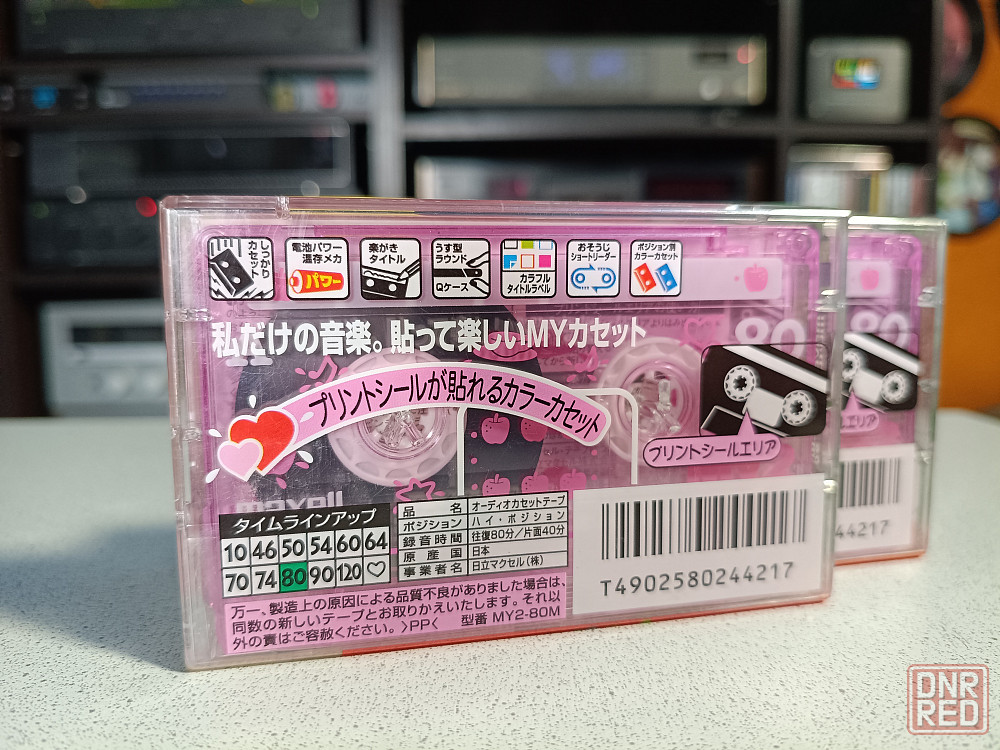 しっかり
カセット
電池パワー
温存メカ
パワー
楽がき
タイトル
うす型
ラウンド
Qケース
カラフル
タイトルラベル
おそうじ
ショートリーダー
ポジション別
カラーカセット
私だけの音楽。貼って楽しいMYカセット
80
80
プリントシールが貼れるカラーカセット
プリントシールエリア
maxell
タイムラインアップ
10 46 50 54 60 64
70 74 80 90 120 ♡
品名 オーディオカセットテープ
ポジション ハイ・ポジション
録音時間 往復80分/片面40分
原産国 日本
事業者名 日立マクセル(株)
万一、製造上の原因による品質不良がありました場合は、
同数の新しいテープとお取りかえいたします。それ以
外の責はご容赦ください。 >PP< 型番 MY2-80M
T4902580244217
ルエリア
44217
DNR
RED